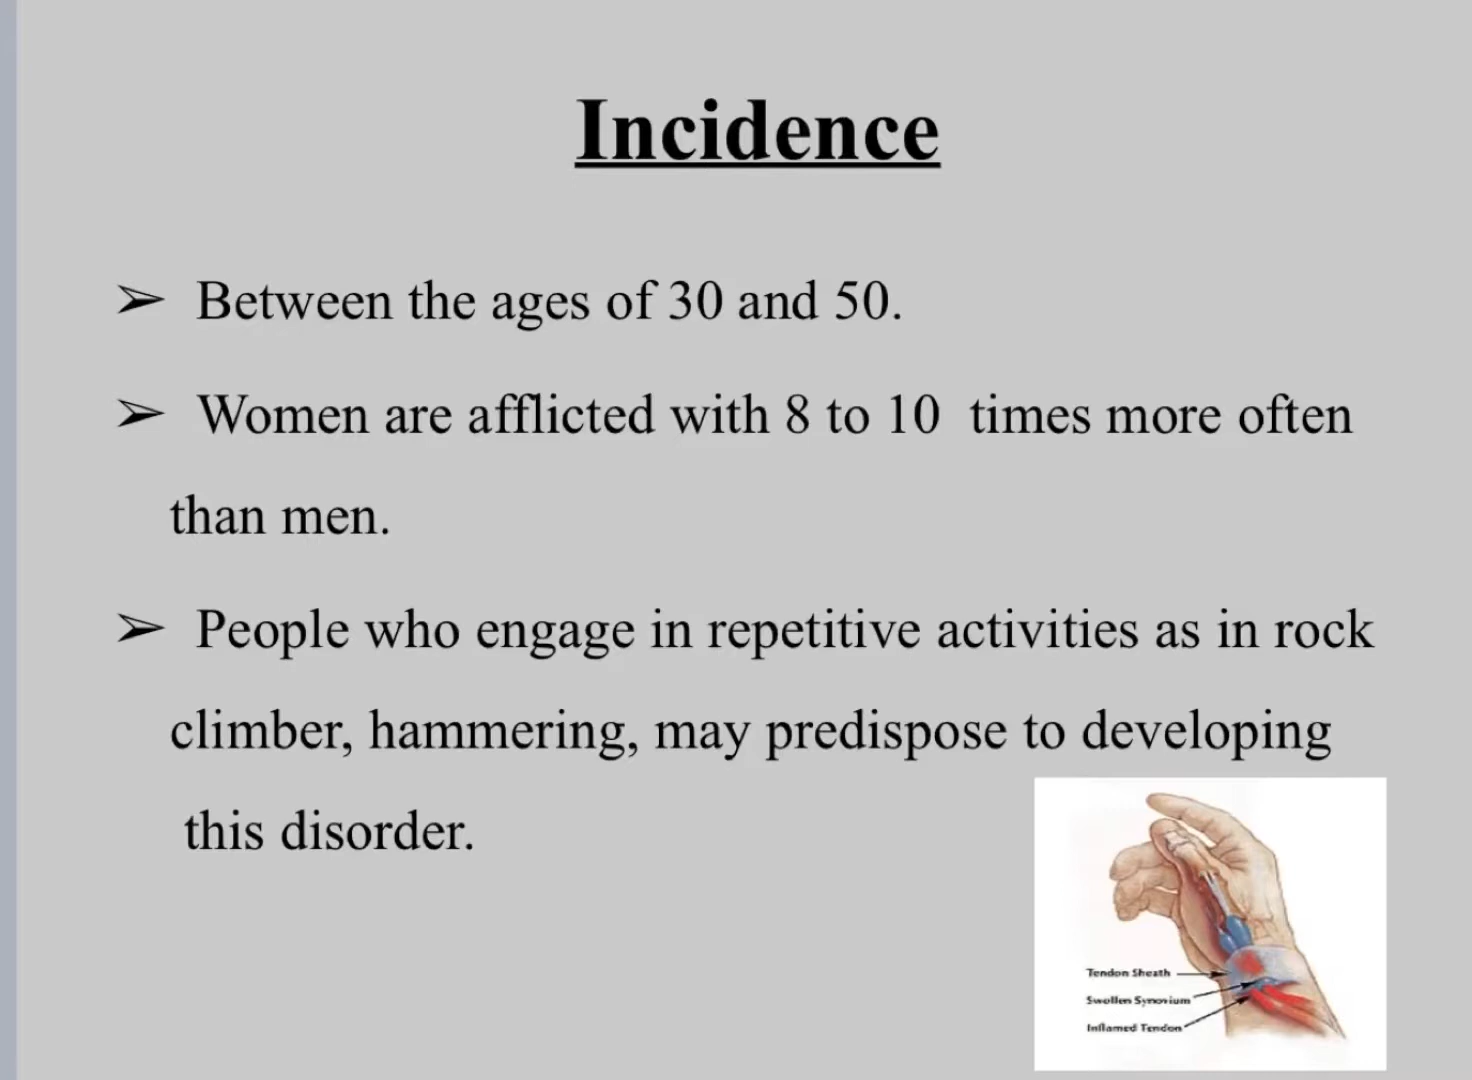 Incidence
➢ Between the ages of 30 and 50.
➢ Women are afflicted with 8 to 10  times more often
than men.
➢ People who engage in repetitive activities as in rock
climber, hammering, may predispose to developing
this disorder.
Tendon Sheath
Swollen Synovium
Inflamed Tendon